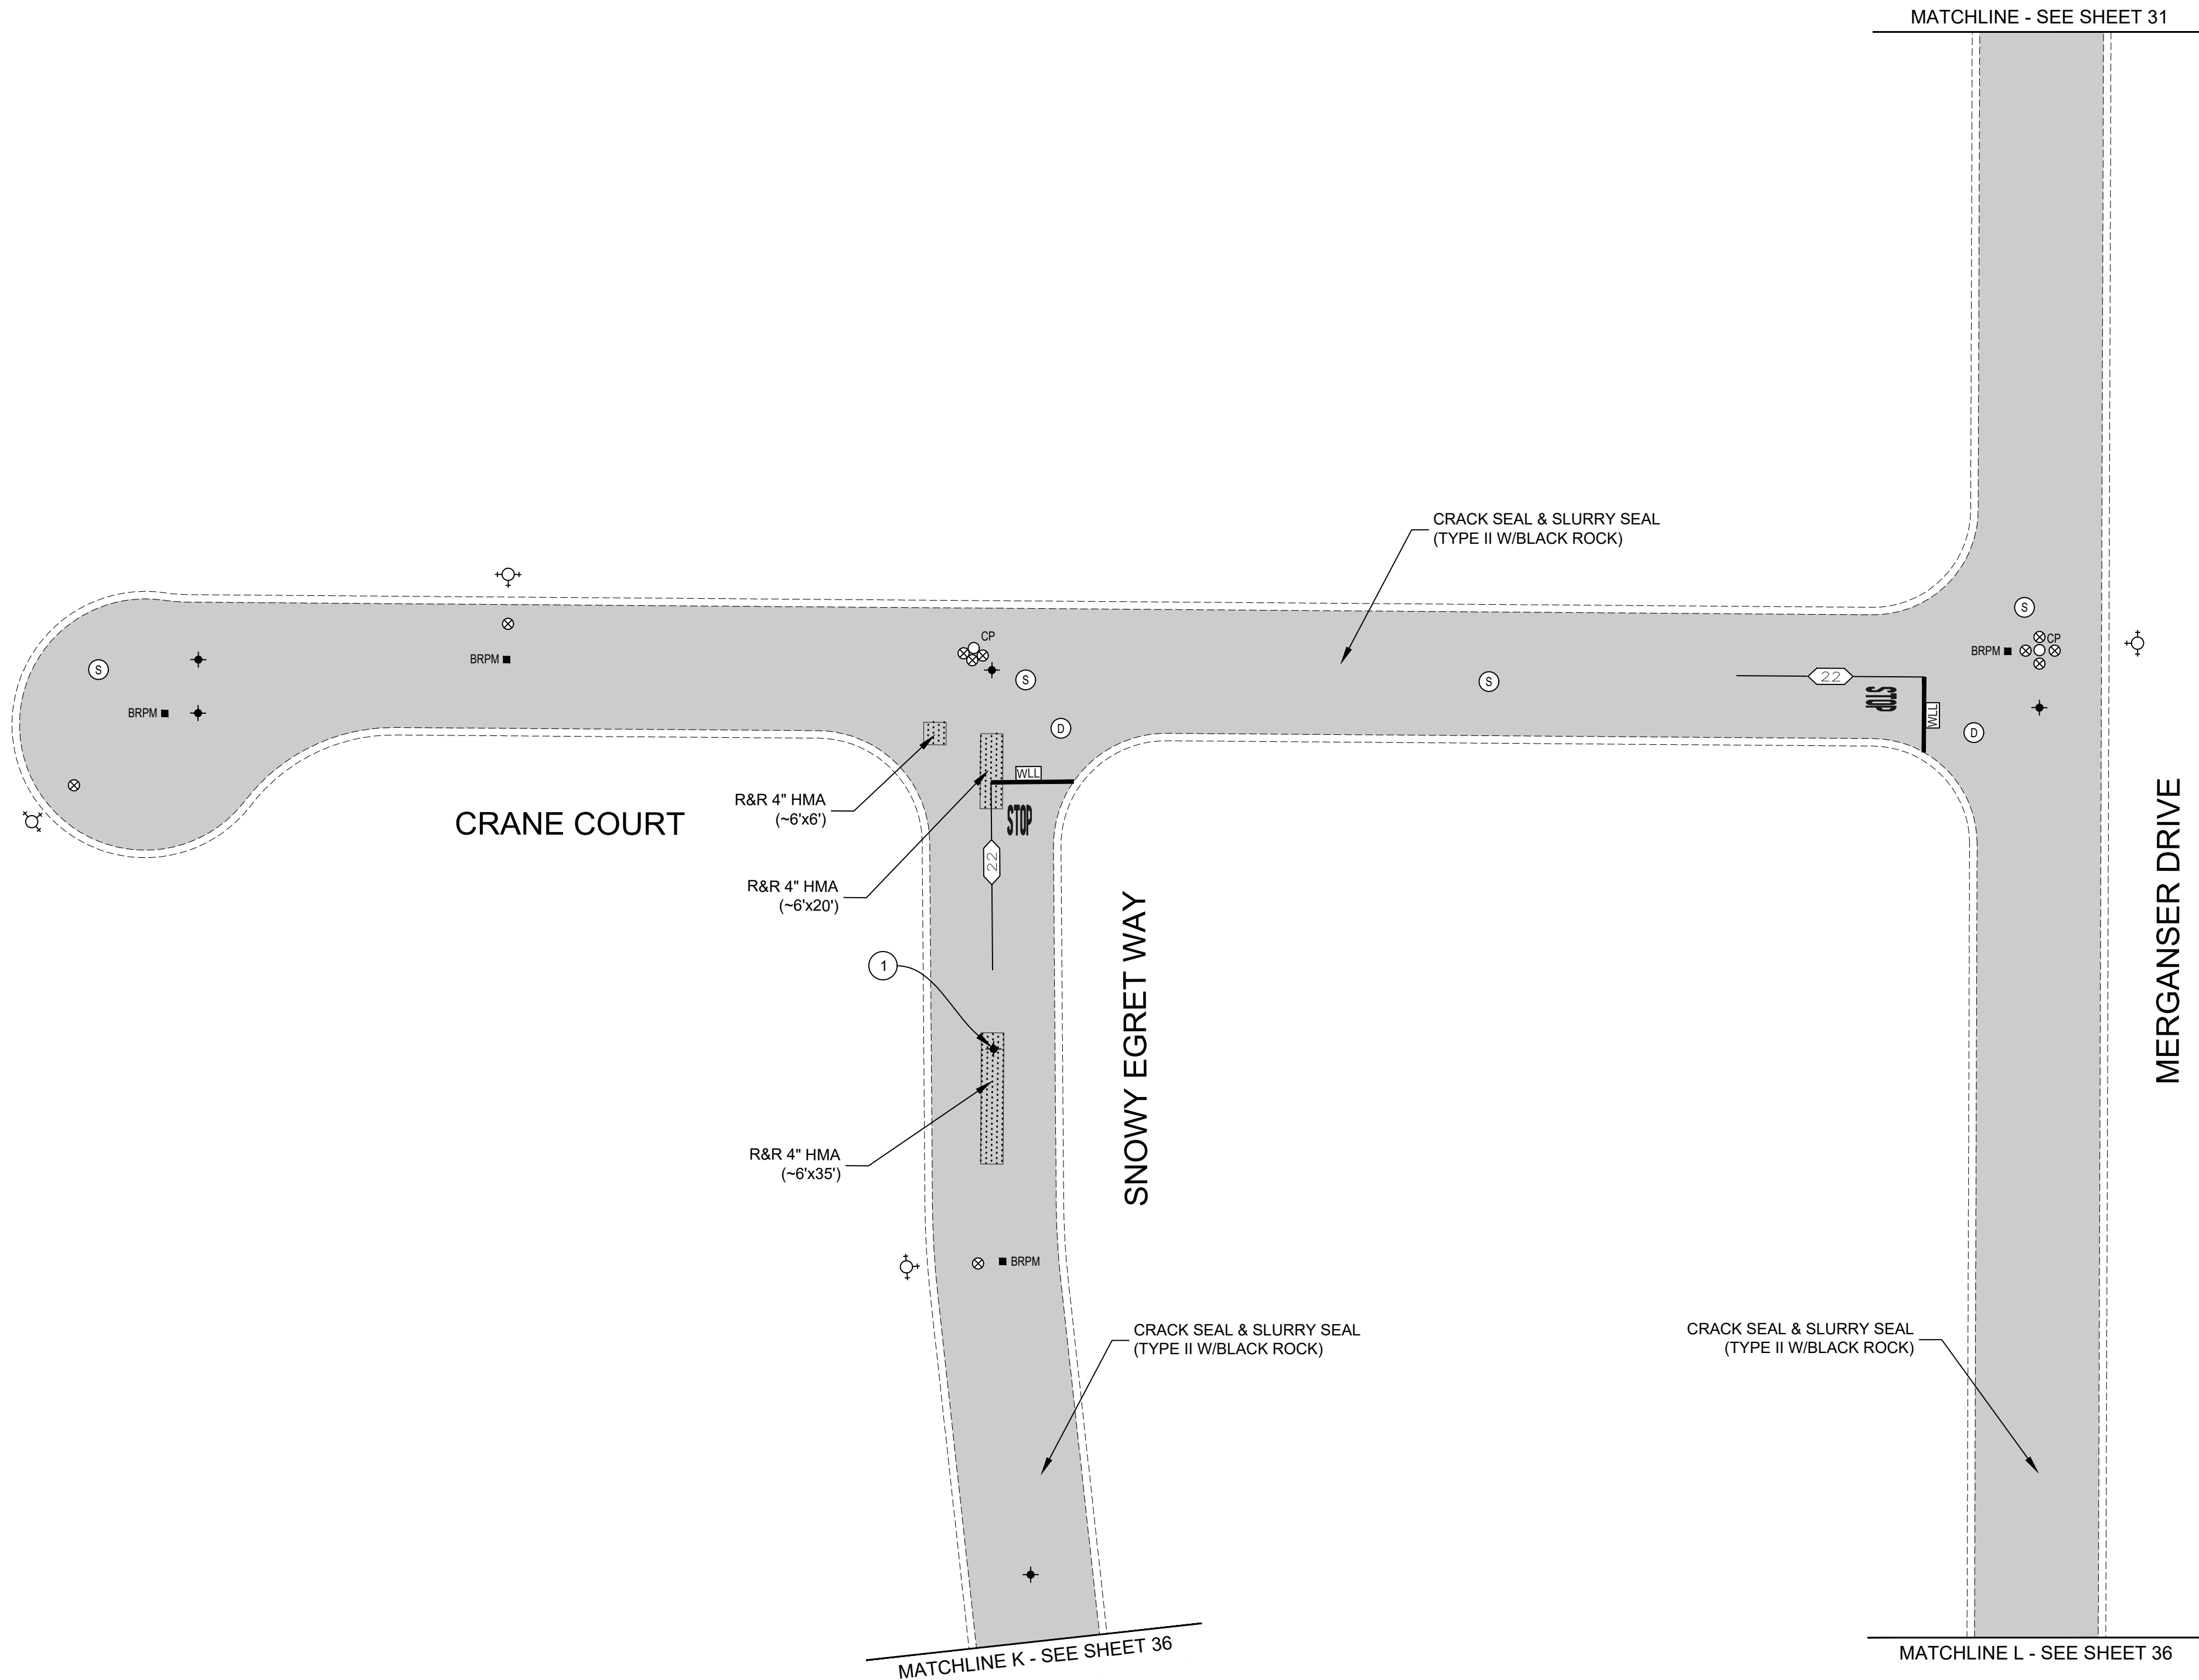 MATCHLINE - SEE SHEET 31
CRACK SEAL & SLURRY SEAL
(TYPE II W/BLACK ROCK)
S
CP
S
BRPM
CP
BRPM
S
S
S
22
STOP
WLL
BRPM
D
D
WLL
STOP
R&R 4" HMA
(~6'x6')
CRANE COURT
22
R&R 4" HMA
(~6'x20')
MERGANSER DRIVE
SNOWY EGRET WAY
1
R&R 4" HMA
(~6'x35')
BRPM
CRACK SEAL & SLURRY SEAL
(TYPE II W/BLACK ROCK)
CRACK SEAL & SLURRY SEAL
(TYPE II W/BLACK ROCK)
MATCHLINE K - SEE SHEET 36
MATCHLINE L - SEE SHEET 36